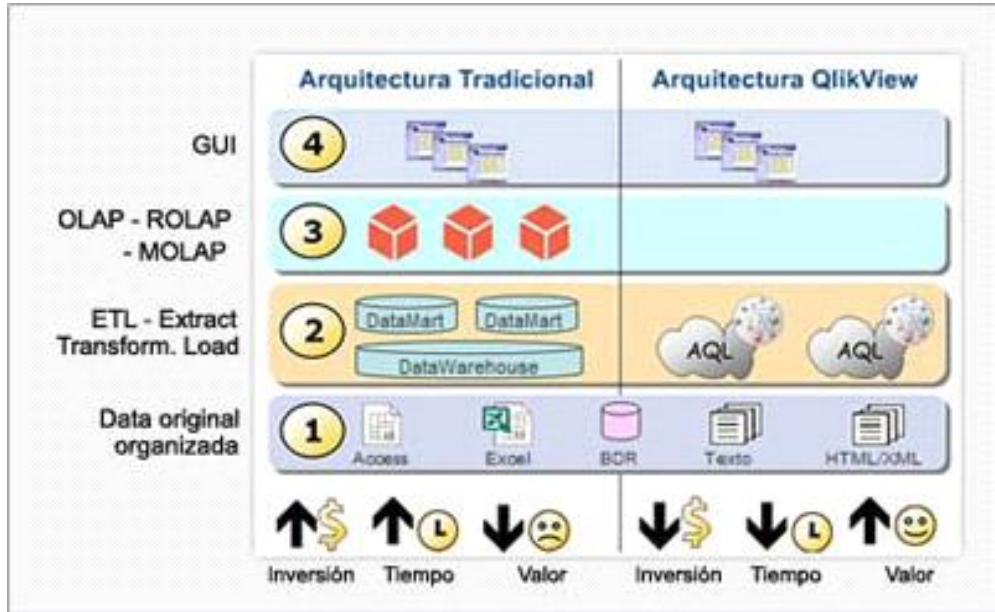 Arquitectura Tradicional
Arquitectura QlikView
GUI
4
OLAP - ROLAP
- MOLAP
3
ETL - Extract
Transform. Load
2
DataMart
DataMart
DataWarehouse
AQL
AQL
Data original
organizada
1
Access
Excel
BDR
Texto
HTML/XML
$
$
Inversión
Tiempo
Valor
Inversión
Tiempo
Valor